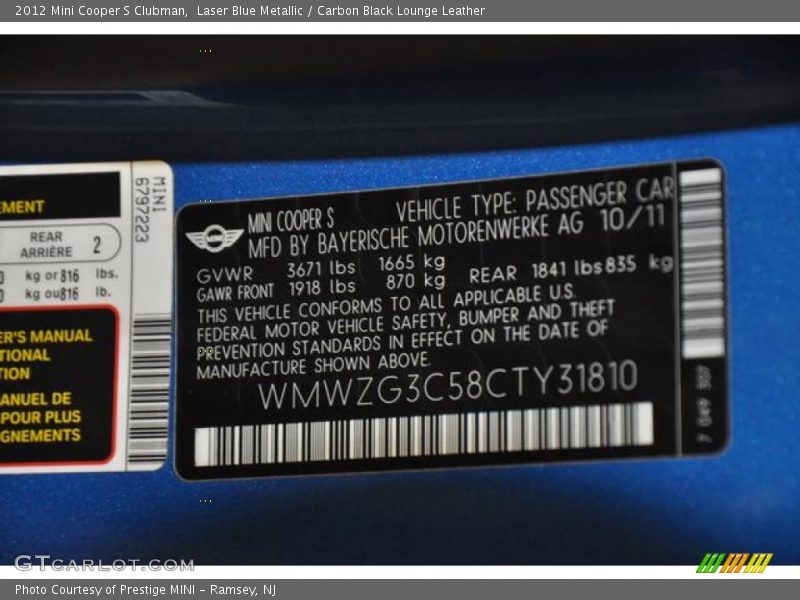 2012 Mini Cooper S Clubman, Laser Blue Metallic / Carbon Black Lounge Leather
EMENT
REAR
ARRIÈRE 2
kg or 816 lbs.
kg ou 816 lb.
ER'S MANUAL
TIONAL
TION
ANUEL DE
POUR PLUS
GNEMENTS
MINI
6797223
MINI
MINI COOPER S VEHICLE TYPE: PASSENGER CAR
MFD BY BAYERISCHE MOTORENWERKE AG 10/11
GVWR 3671 lbs 1665 kg
GAWR FRONT 1918 lbs 870 kg REAR 1841 lbs 835 kg
THIS VEHICLE CONFORMS TO ALL APPLICABLE U.S.
FEDERAL MOTOR VEHICLE SAFETY, BUMPER AND THEFT
PREVENTION STANDARDS IN EFFECT ON THE DATE OF
MANUFACTURE SHOWN ABOVE.
WMWZG3C58CTY31810
GTCARLOT.COM
Photo Courtesy of Prestige MINI - Ramsey, NJ